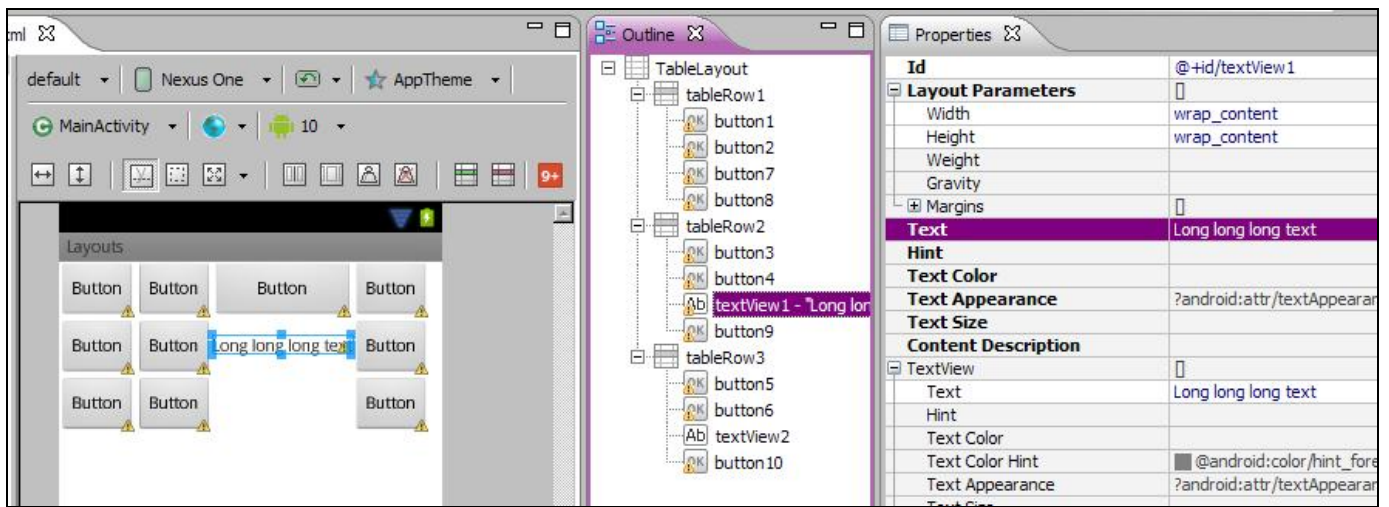 ml
default
Nexus One
AppTheme
MainActivity
10
9+
Layouts
Button Button Button Button
Button Button Long long long text Button
Button Button Button
Outline
TableLayout
tableRow1
button1
button2
button7
button8
tableRow2
button3
button4
Ab textView1 - "Long lon
button9
tableRow3
button5
button6
Ab textView2
button10
Properties
Id @+id/textView1
Layout Parameters []
Width wrap_content
Height wrap_content
Weight
Gravity
Margins []
Text Long long long text
Hint
Text Color
Text Appearance ?android:attr/textAppearan
Text Size
Content Description
TextView []
Text Long long long text
Hint
Text Color
Text Color Hint @android:color/hint_fore
Text Appearance ?android:attr/textAppearan